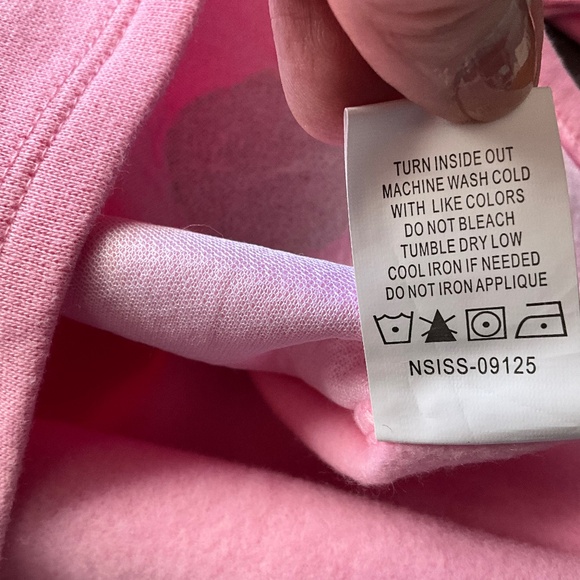 TURN INSIDE OUT
MACHINE WASH COLD
WITH LIKE COLORS
DO NOT BLEACH
TUMBLE DRY LOW
COOL IRON IF NEEDED
DO NOT IRON APPLIQUE
NSISS-09125